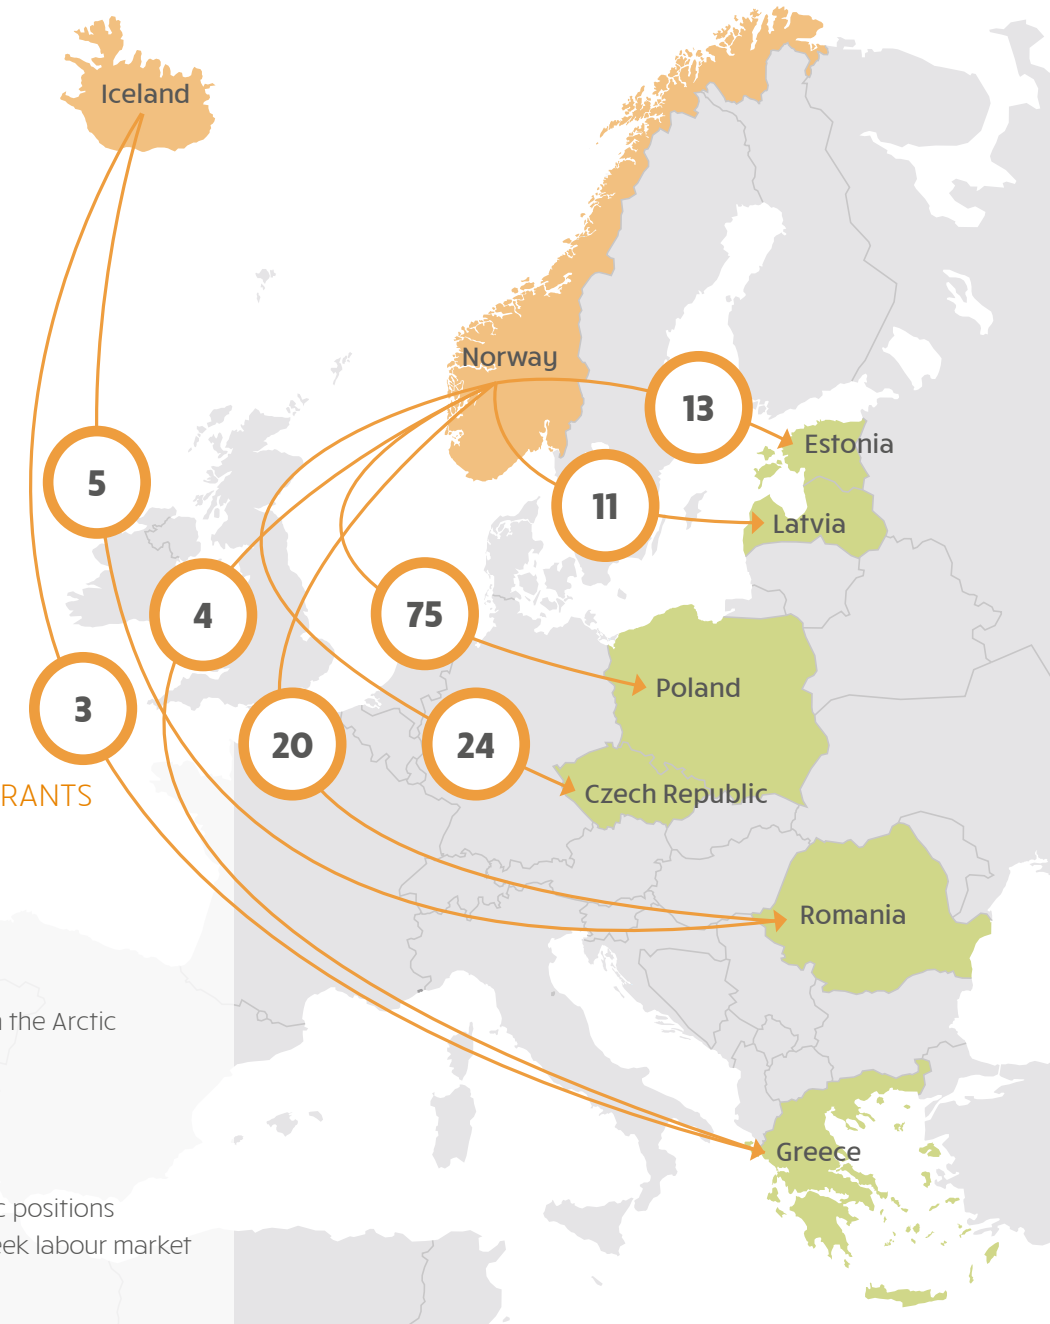 Iceland
Norway
13
Estonia
5
11
Latvia
4
75
Poland
3
20
24
Czech Republic
RANTS
Romania
the Arctic
Greece
positions
labour market